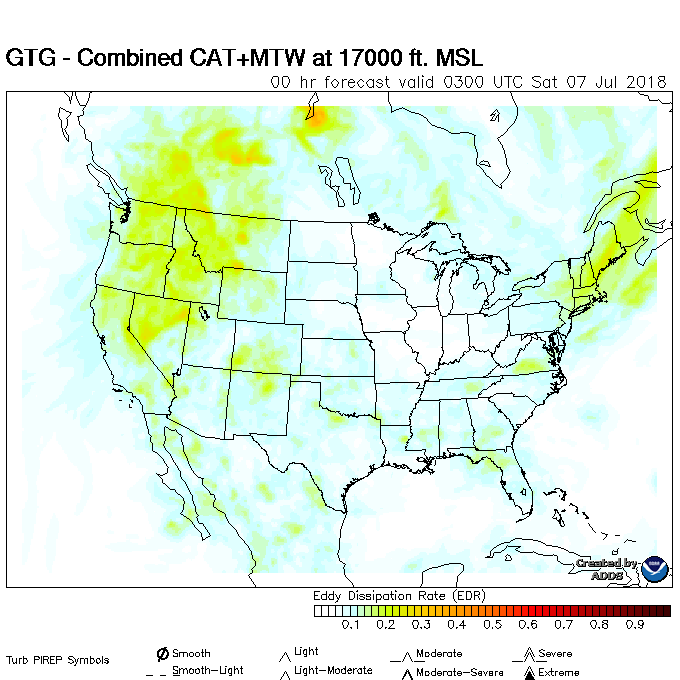 GTG - Combined CAT+MTW at 17000 ft. MSL
00 hr forecast valid 0300 UTC Sat 07 Jul 2018
Created by
ADDS
Eddy Dissipation Rate (EDR)
0.1 0.2 0.3 0.4 0.5 0.6 0.7 0.8 0.9
Turb PIREP Symbols
Smooth Light Moderate Severe
Smooth-Light Light-Moderate Moderate-Severe Extreme